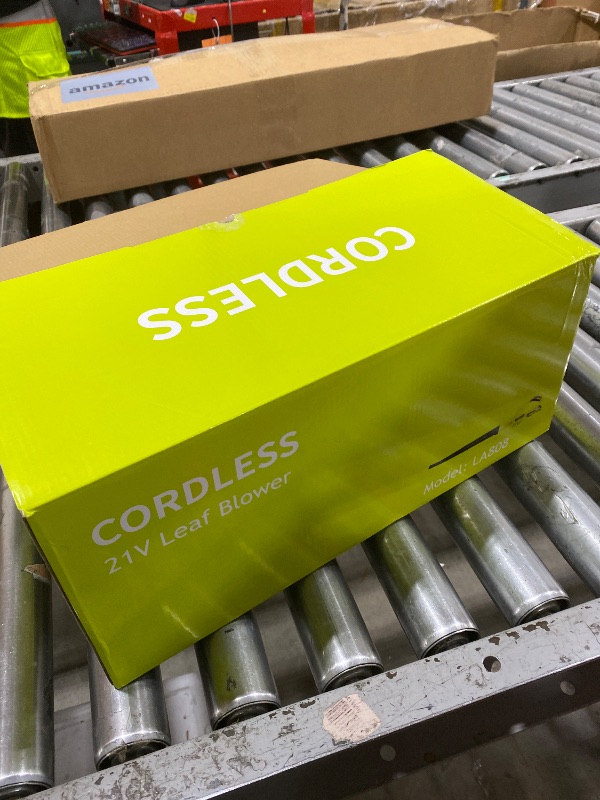 amazon
CORDLESS
CORDLESS
21V Leaf Blower
Model: LA808